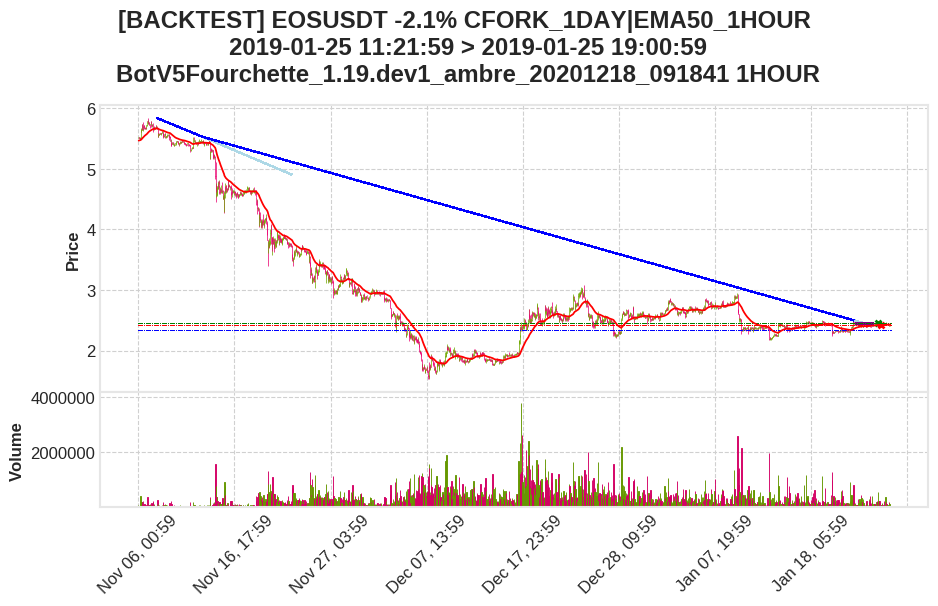 [BACKTEST] EOSUSDT -2.1% CFORK_1DAY|EMA50_1HOUR
2019-01-25 11:21:59 > 2019-01-25 19:00:59
BotV5Fourchette_1.19.dev1_ambre_20201218_091841 1HOUR
6
5
4
3
2
Price
4000000
2000000
Volume
Nov 06, 00:59
Nov 16, 17:59
Nov 27, 03:59
Dec 07, 13:59
Dec 17, 23:59
Dec 28, 09:59
Jan 07, 19:59
Jan 18, 05:59